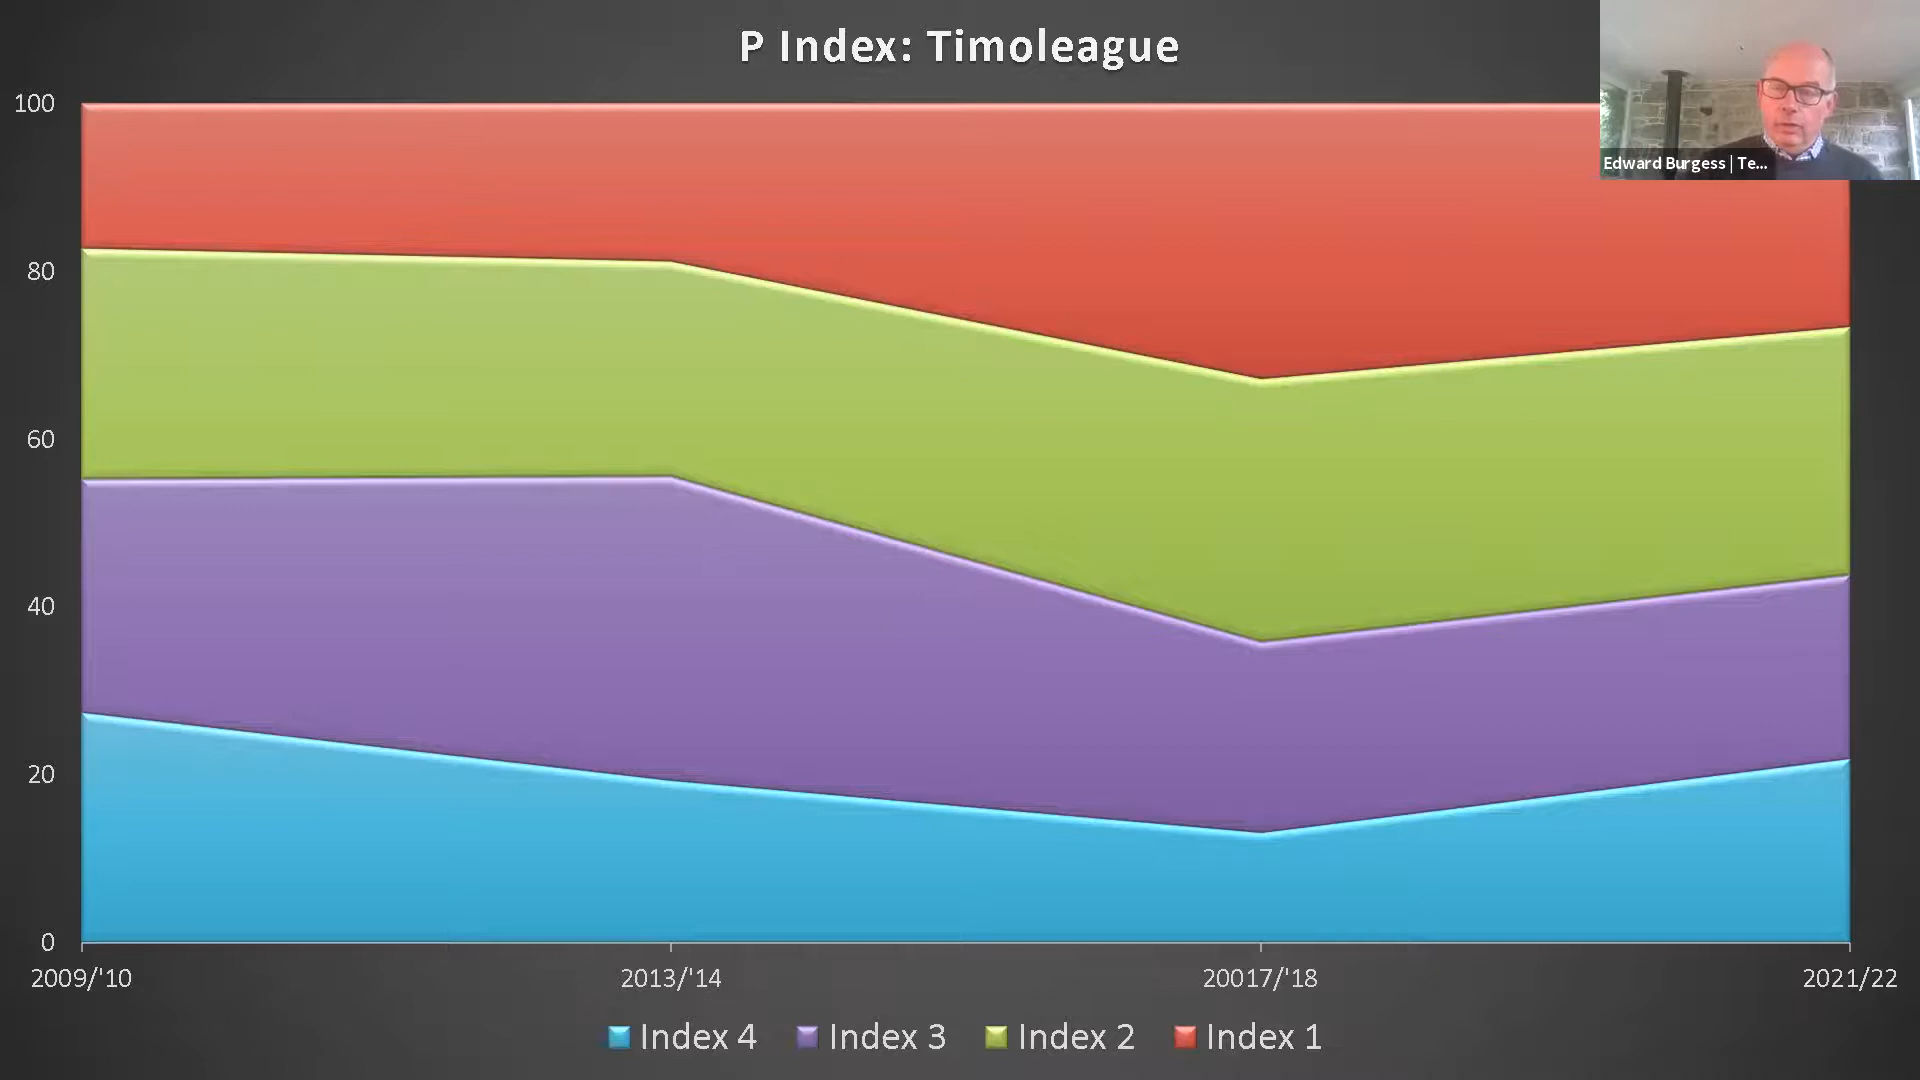 P Index: Timoleague
Edward Burgess | Te...
100
80
60
40
20
0
2009/'10 2013/'14 20017/'18 2021/22
Index 4 Index 3 Index 2 Index 1